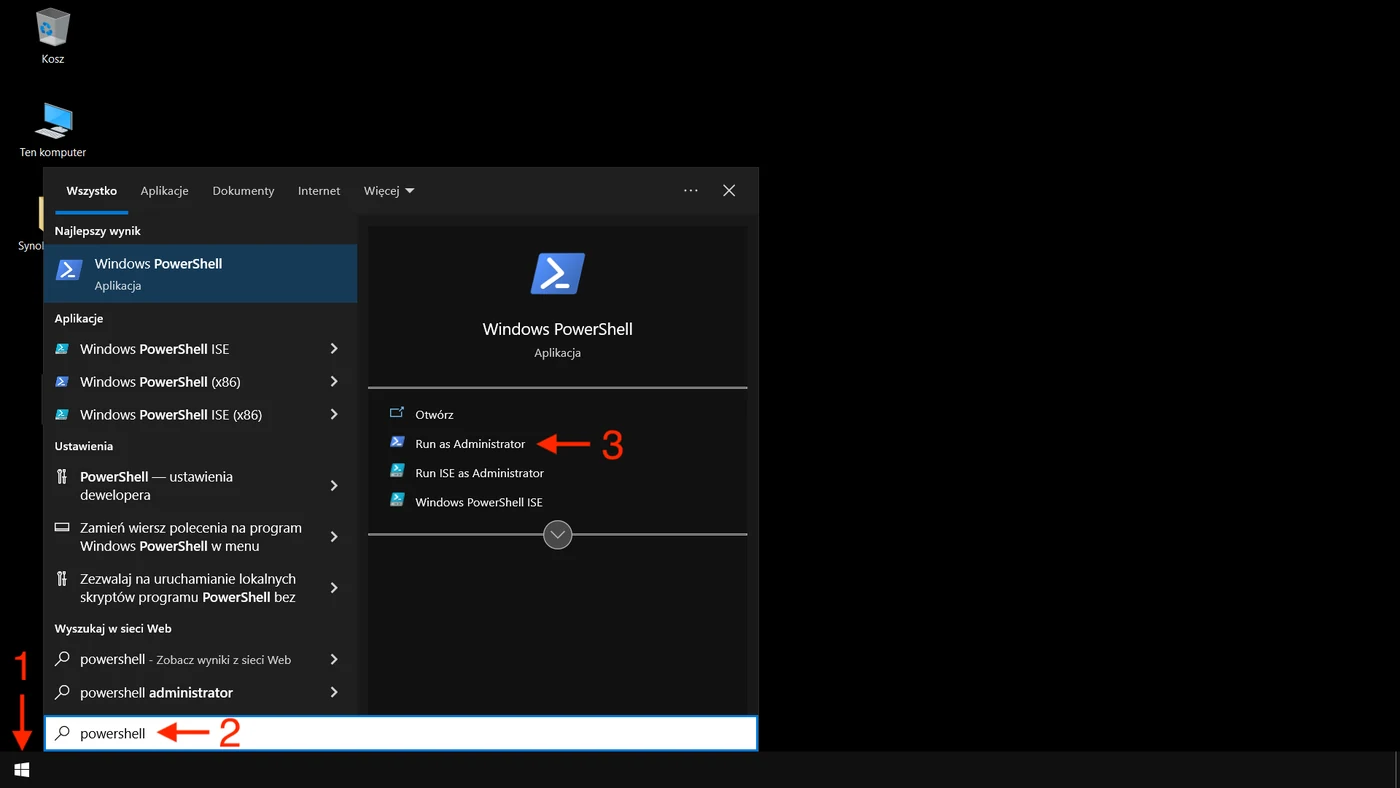 Kosz
Ten komputer
Synol
Wszystko Aplikacje Dokumenty Internet Więcej
Najlepszy wynik
Windows PowerShell
Aplikacja
Aplikacje
Windows PowerShell ISE
Windows PowerShell (x86)
Windows PowerShell ISE (x86)
Ustawienia
PowerShell — ustawienia
dewelopera
Zamień wiersz polecenia na program
Windows PowerShell w menu
Zezwalaj na uruchamianie lokalnych
skryptów programu PowerShell bez
Wyszukaj w sieci Web
powershell - Zobacz wyniki z sieci Web
powershell administrator
powershell
Windows PowerShell
Aplikacja
Otwórz
Run as Administrator
Run ISE as Administrator
Windows PowerShell ISE
1
2
3